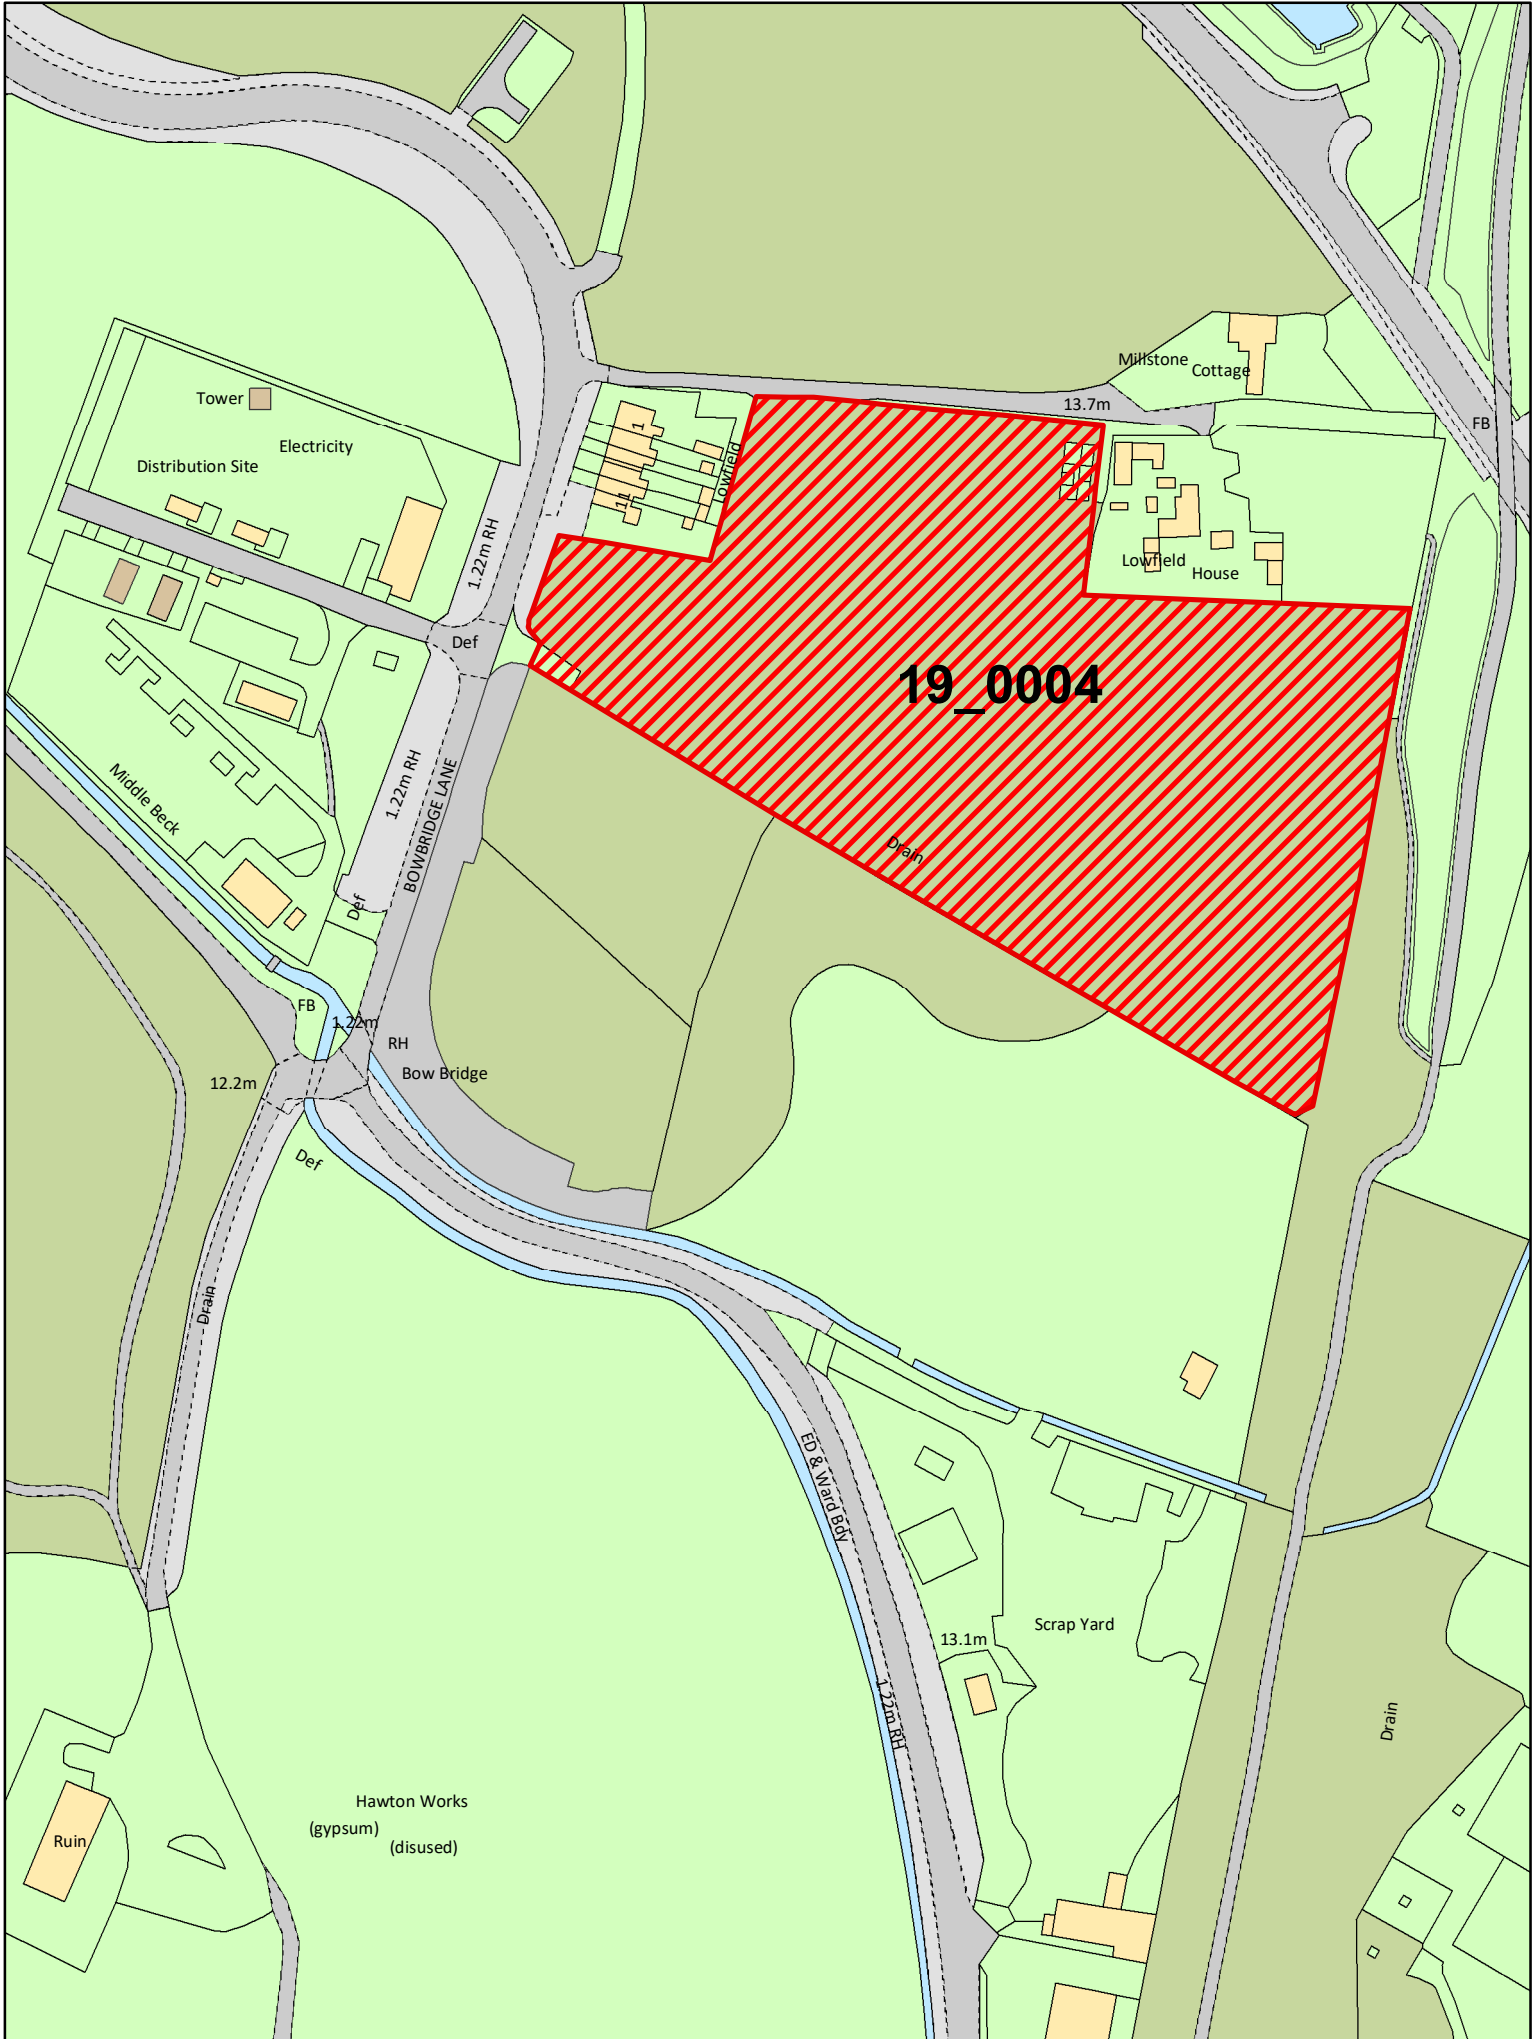 Millstone
Cottage
13.7m
Tower
Electricity
Distribution Site
1
11
Lowfield
FB
1.22m RH
Lowfield
House
Def
19_0004
1.22m RH
BOWBRIDGE LANE
Middle Beck
Drain
Def
FB
1.22m
RH
Bow Bridge
12.2m
Def
Drain
ED & Ward Bdy
Scrap Yard
13.1m
1.22m RH
Drain
Hawton Works
(gypsum)
(disused)
Ruin